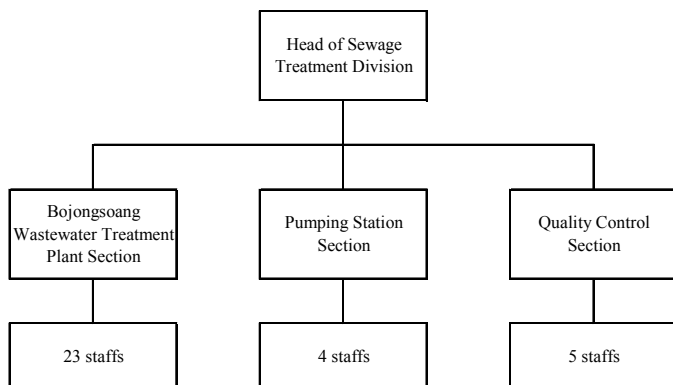 Head of Sewage
Treatment Division
Bojongsoang
Wastewater Treatment
Plant Section
Pumping Station
Section
Quality Control
Section
23 staffs
4 staffs
5 staffs